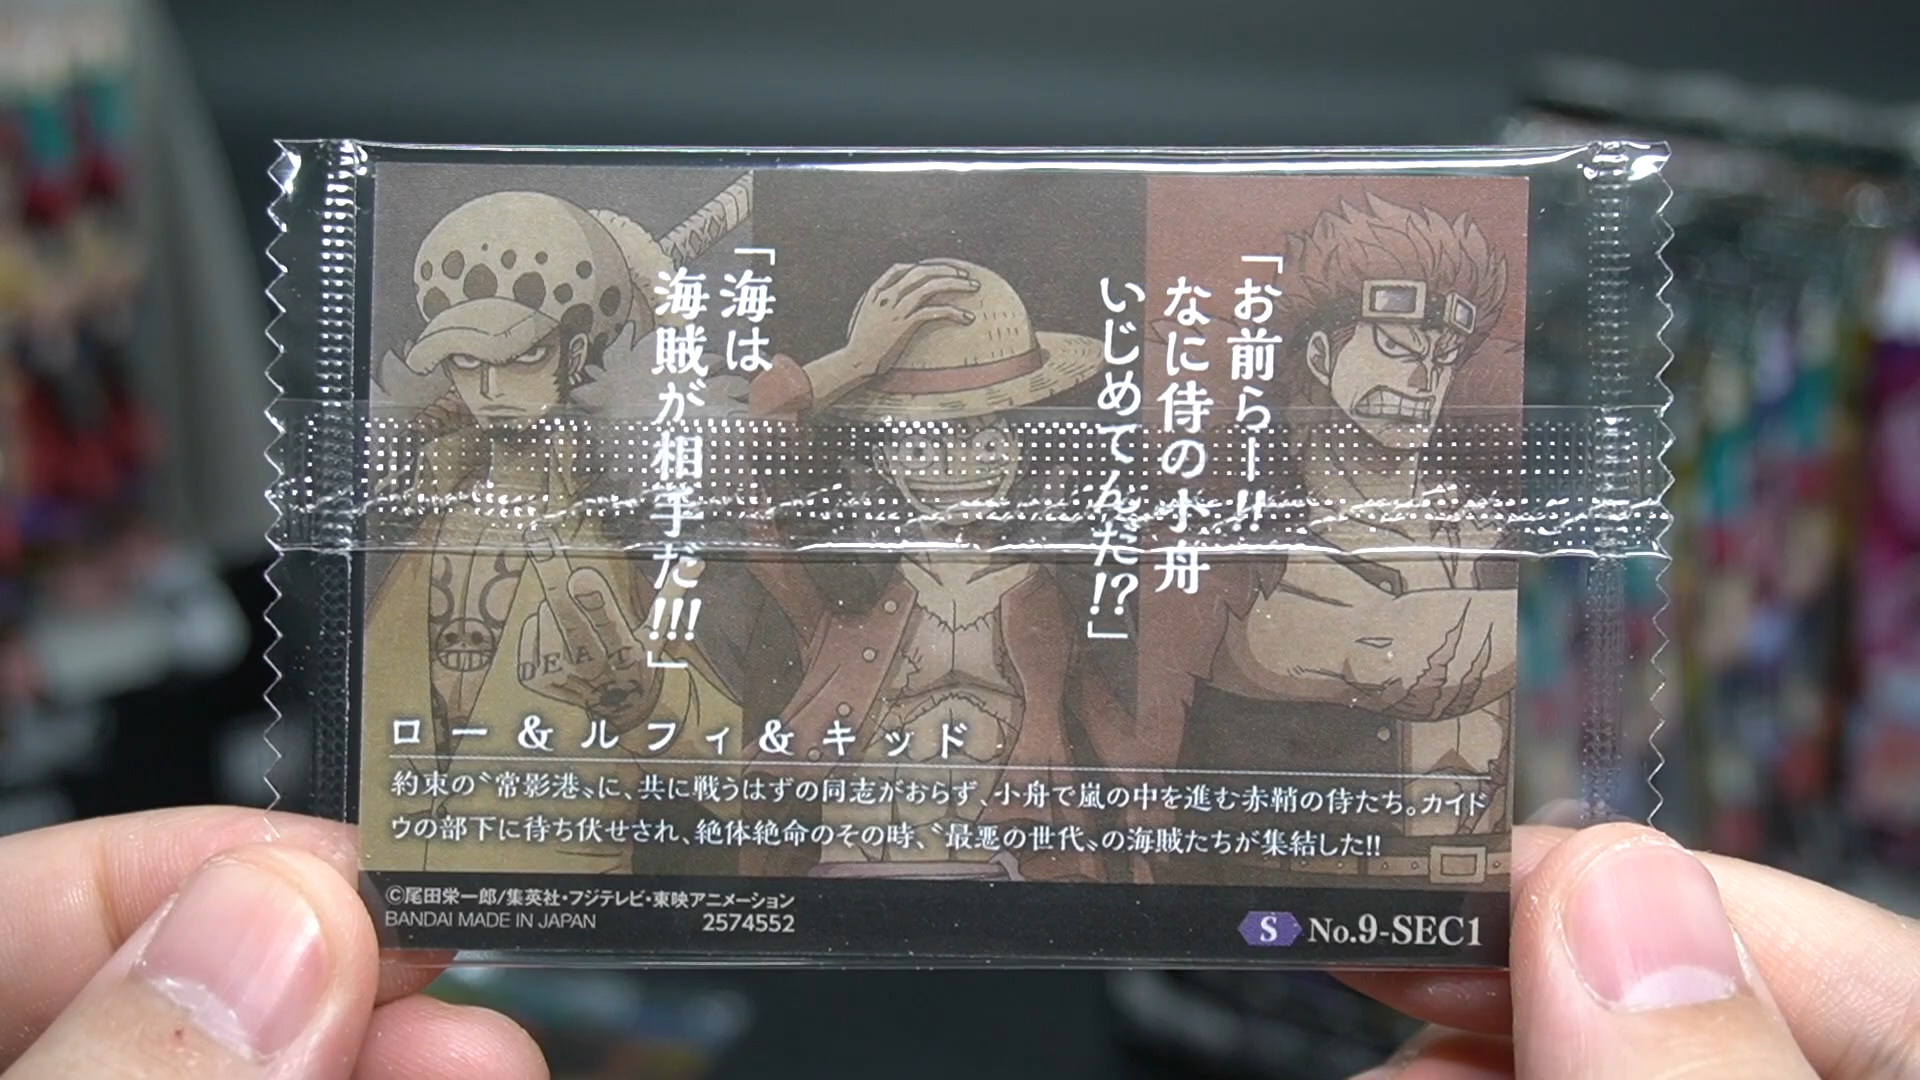 「お前らー!!
なに侍の小舟
いじめてんだ!?」
「海は
海賊が相手だ!!!」
DEAT
ロー&ルフィ&キッド
約束の〝常影港〟に、共に戦うはずの同志がおらず、小舟で嵐の中を進む赤鞘の侍たち。カイド
ウの部下に待ち伏せされ、絶体絶命のその時、〝最悪の世代〟の海賊たちが集結した!!
©尾田栄一郎/集英社・フジテレビ・東映アニメーション
BANDAI MADE IN JAPAN 2574552
S No.9-SEC1